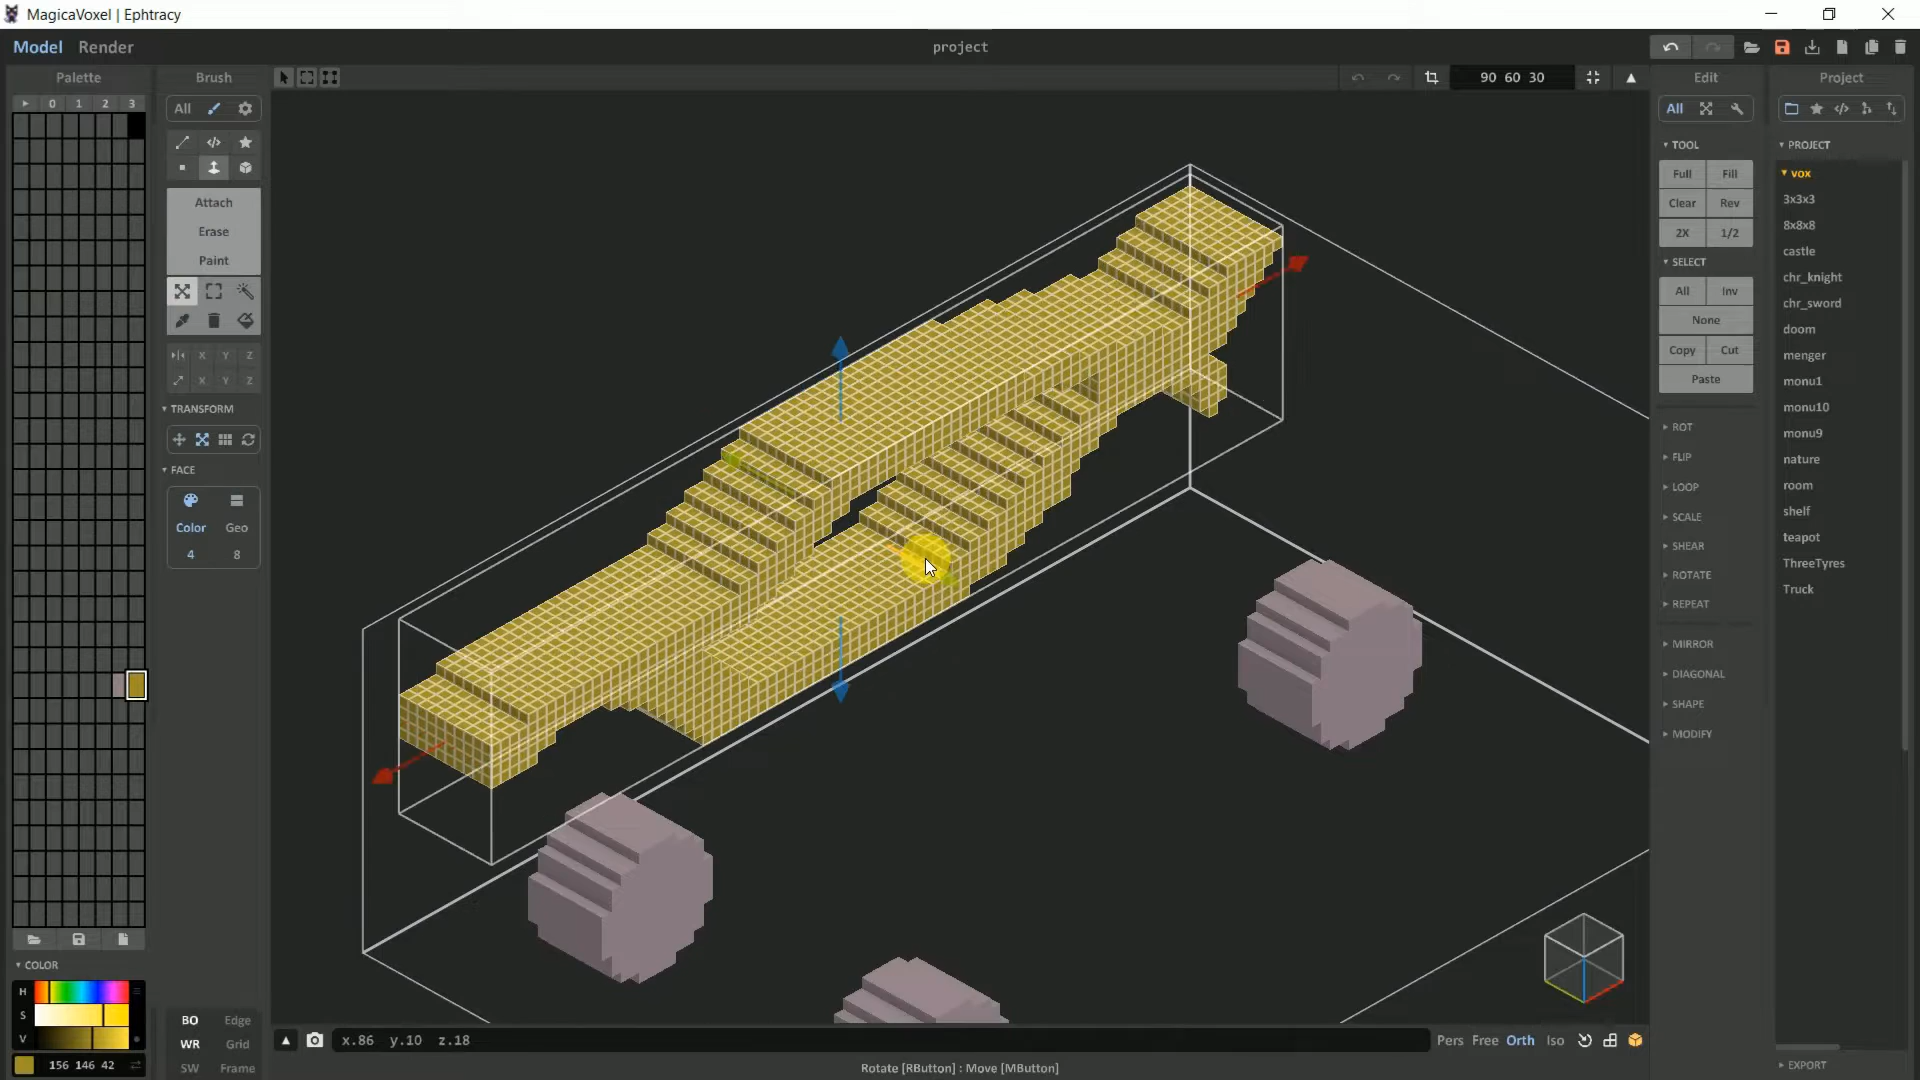 MagicaVoxel | Ephtracy
Model Render
project
Palette
Brush
90 60 30
Edit
Project
0 1 2 3
All
All
TOOL
PROJECT
Full Fill
vox
Attach
Clear Rev
3x3x3
Erase
2X 1/2
8x8x8
Paint
SELECT
castle
All Inv
chr_knight
None
chr_sword
Copy Cut
doom
Paste
menger
X Y Z
X Y Z
monu1
TRANSFORM
monu10
ROT
monu9
FLIP
nature
FACE
LOOP
room
SCALE
shelf
Color Geo
SHEAR
teapot
4 8
ROTATE
ThreeTyres
REPEAT
Truck
MIRROR
DIAGONAL
SHAPE
MODIFY
COLOR
H
S
V
156 146 42
BO Edge
WR Grid
SW Frame
x.86 y.10 z.18
Pers Free Orth Iso
Rotate [RButton] : Move [MButton]
EXPORT